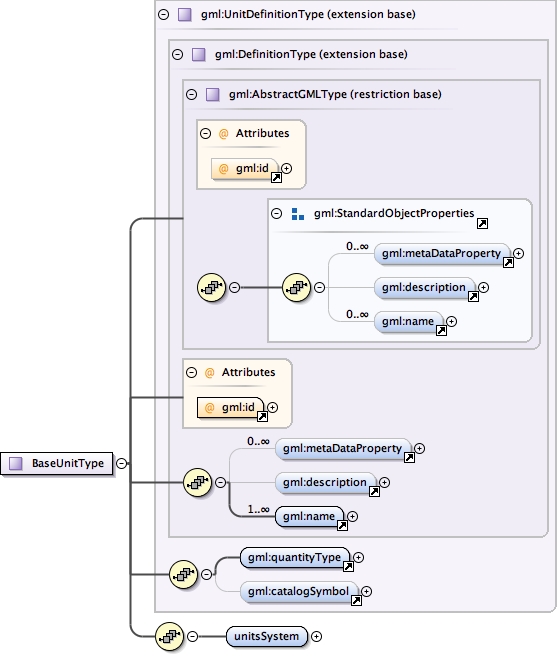 gml:UnitDefinitionType (extension base)
gml:DefinitionType (extension base)
gml:AbstractGMLType (restriction base)
@ Attributes
@ gml:id
gml:StandardObjectProperties
0..∞
gml:metaDataProperty
gml:description
0..∞
gml:name
@ Attributes
@ gml:id
BaseUnitType
0..∞
gml:metaDataProperty
gml:description
1..∞
gml:name
gml:quantityType
gml:catalogSymbol
unitsSystem